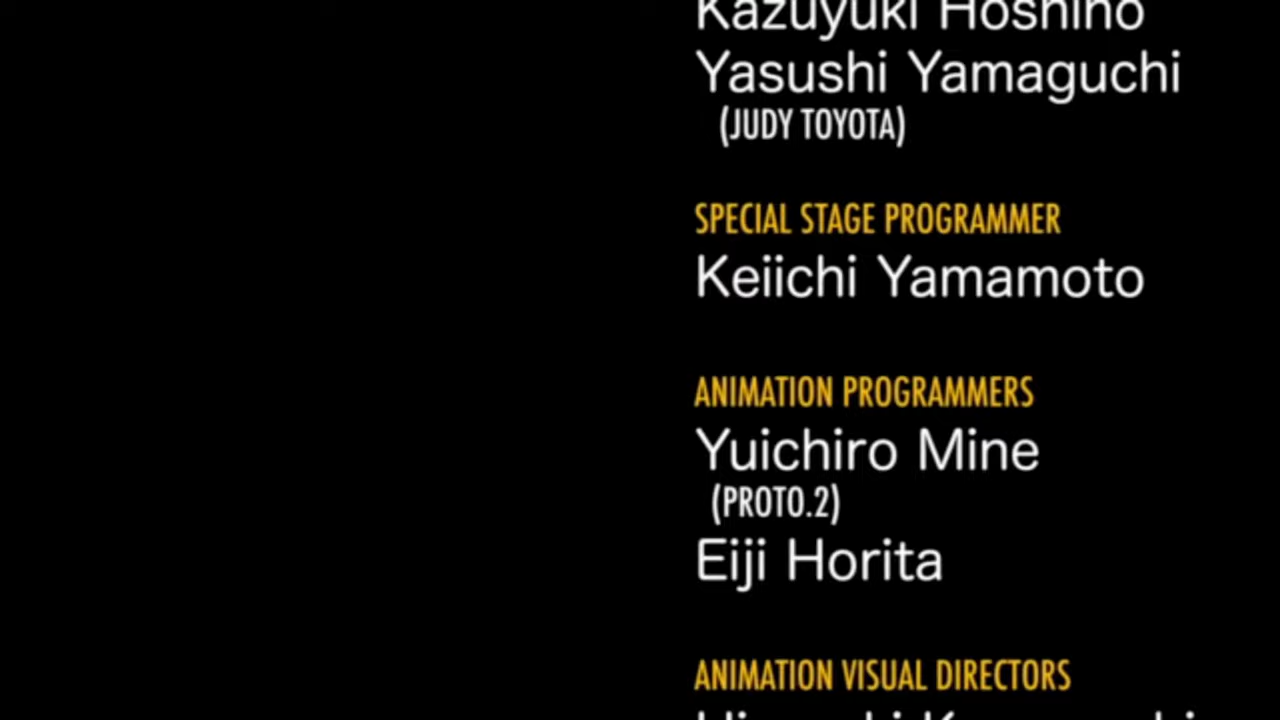 Kazuyuki Hoshino
Yasushi Yamaguchi
(JUDY TOYOTA)
SPECIAL STAGE PROGRAMMER
Keiichi Yamamoto
ANIMATION PROGRAMMERS
Yuichiro Mine
(PROTO.2)
Eiji Horita
ANIMATION VISUAL DIRECTORS